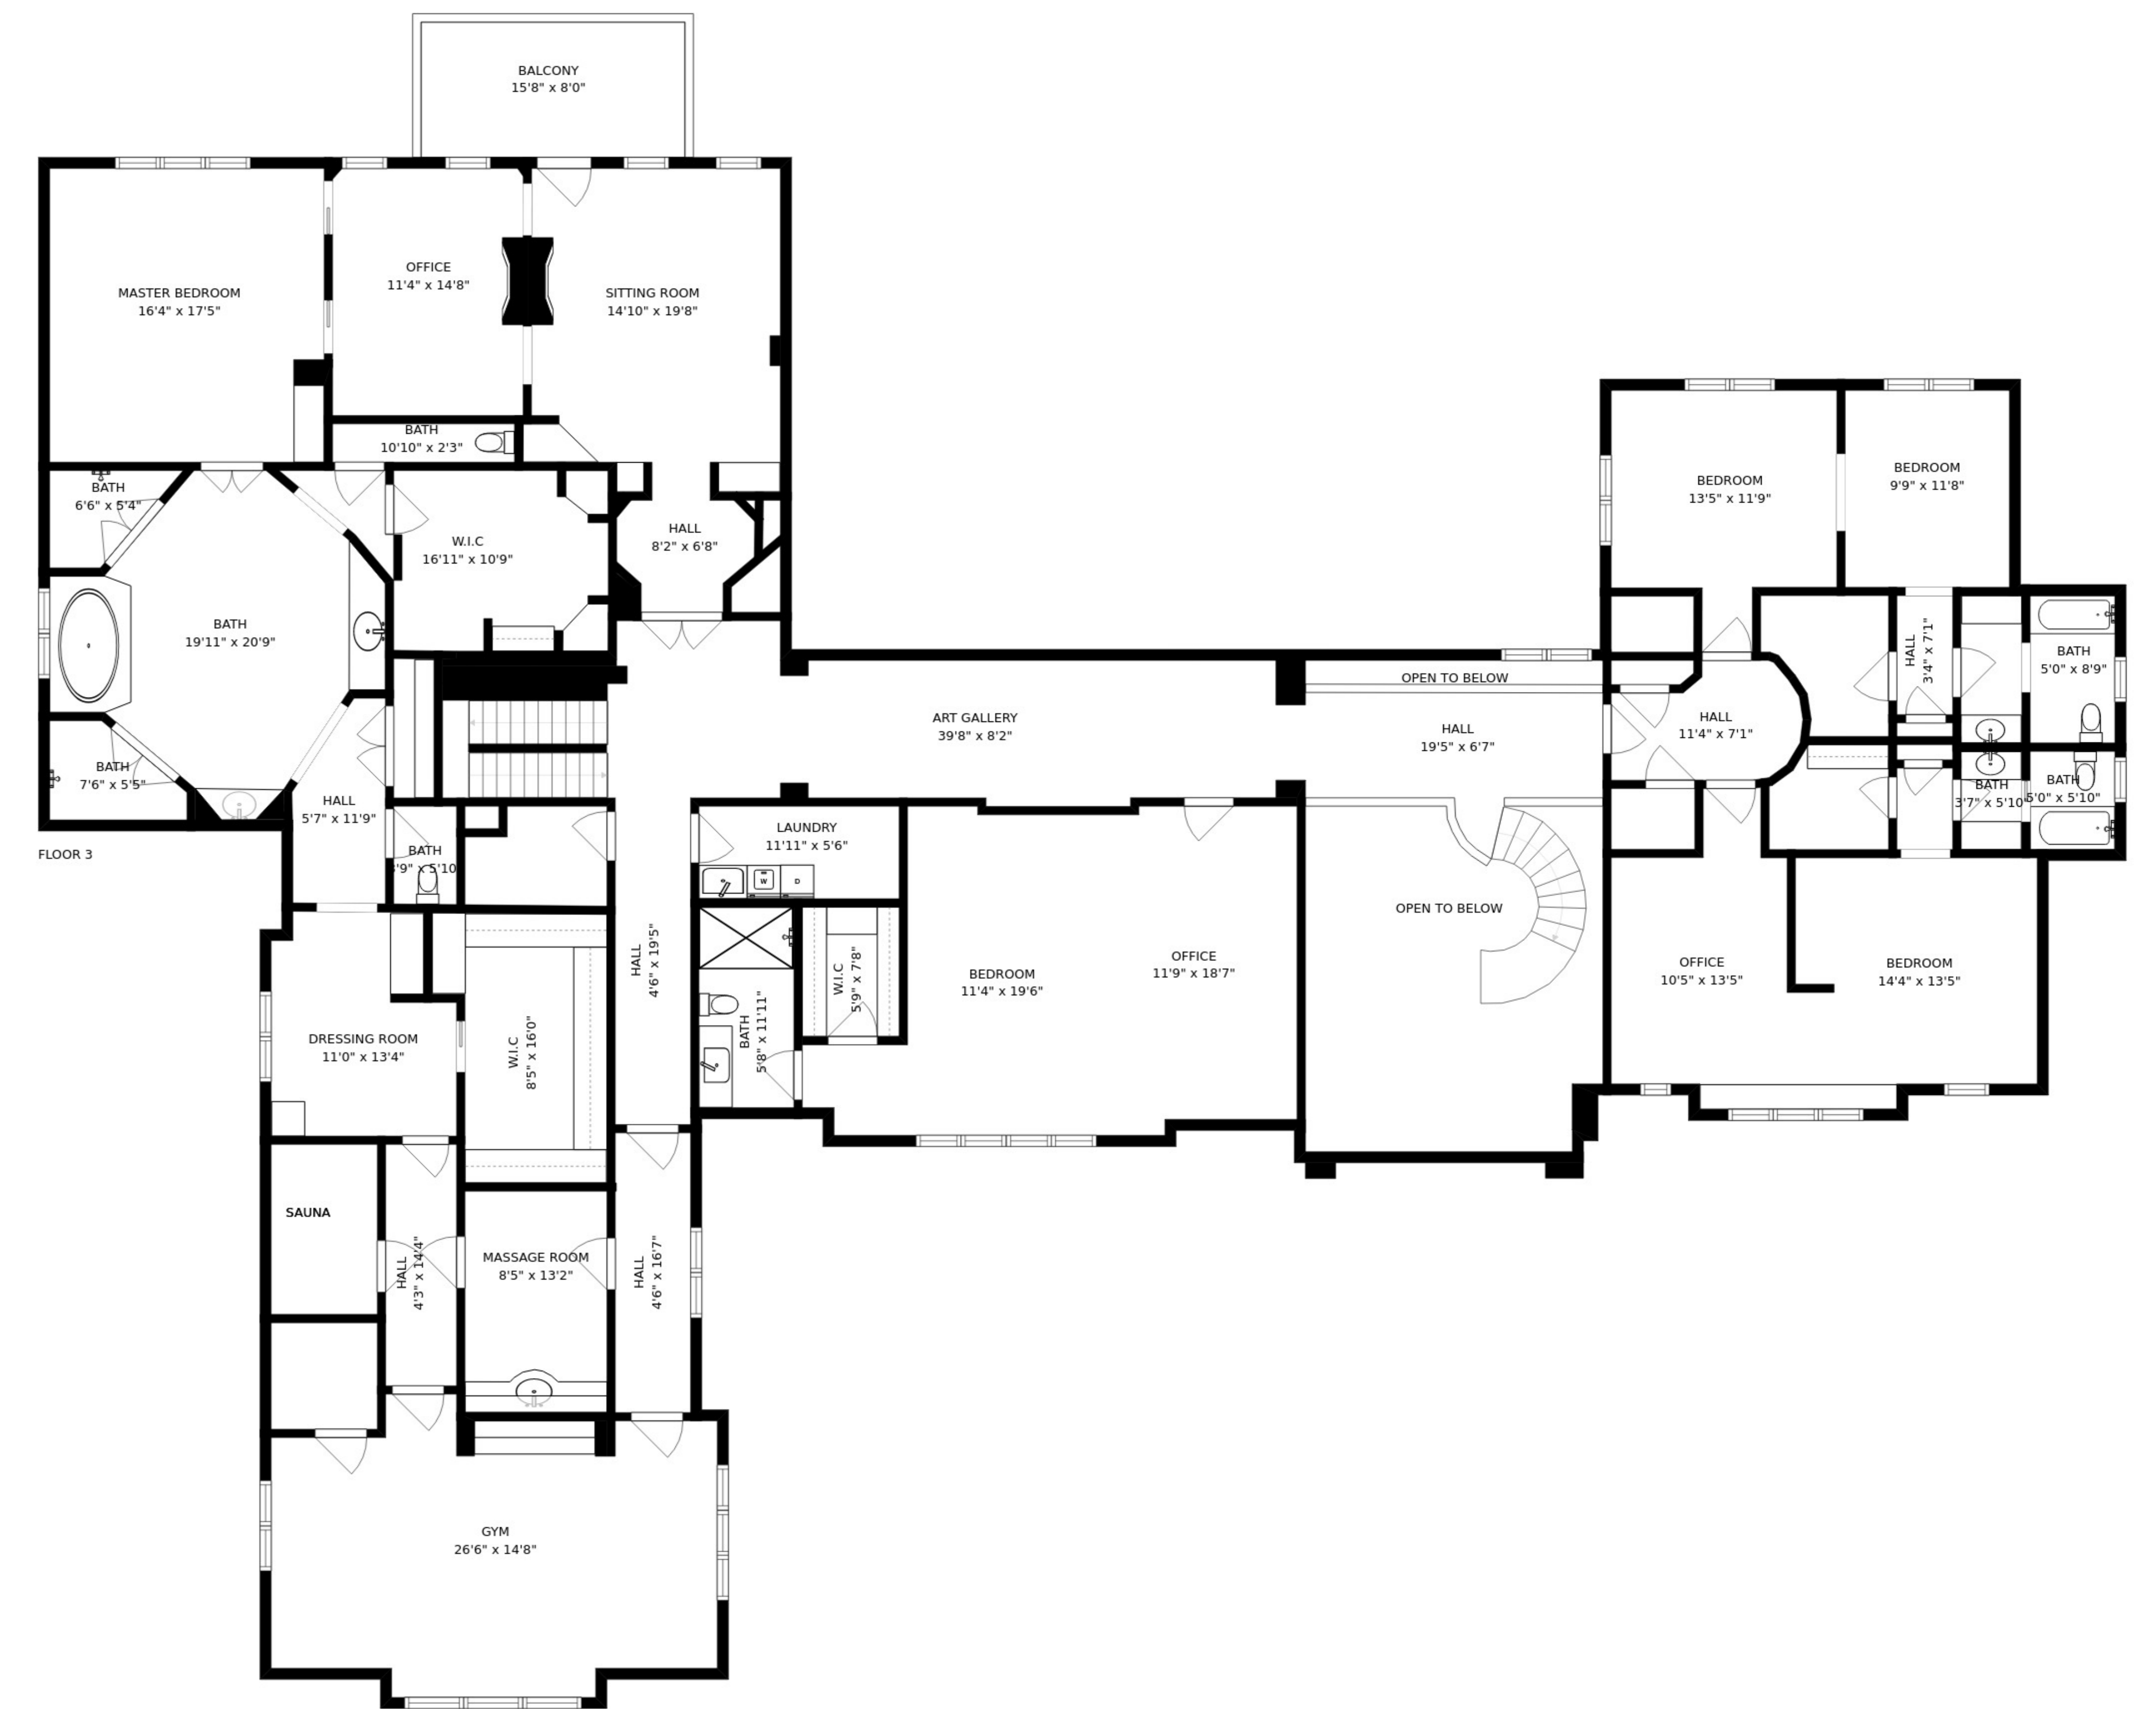 BALCONY
15'8" x 8'0"
MASTER BEDROOM
16'4" x 17'5"
OFFICE
11'4" x 14'8"
SITTING ROOM
14'10" x 19'8"
BATH
10'10" x 2'3"
BATH
6'6" x 5'4"
W.I.C
16'11" x 10'9"
HALL
8'2" x 6'8"
BATH
19'11" x 20'9"
BATH
7'6" x 5'5"
HALL
5'7" x 11'9"
BATH
'9" x 5'10
FLOOR 3
ART GALLERY
39'8" x 8'2"
OPEN TO BELOW
HALL
19'5" x 6'7"
BEDROOM
13'5" x 11'9"
BEDROOM
9'9" x 11'8"
HALL
3'4" x 7'1"
BATH
5'0" x 8'9"
HALL
11'4" x 7'1"
BATH
3'7" x 5'10"
BATH
5'0" x 5'10"
LAUNDRY
11'11" x 5'6"
W
D
HALL
4'6" x 19'5"
W.I.C
5'9" x 7'8"
BATH
5'8" x 11'11"
BEDROOM
11'4" x 19'6"
OFFICE
11'9" x 18'7"
OPEN TO BELOW
OFFICE
10'5" x 13'5"
BEDROOM
14'4" x 13'5"
DRESSING ROOM
11'0" x 13'4"
W.I.C
8'5" x 16'0"
SAUNA
HALL
4'3" x 14'4"
MASSAGE ROOM
8'5" x 13'2"
HALL
4'6" x 16'7"
GYM
26'6" x 14'8"